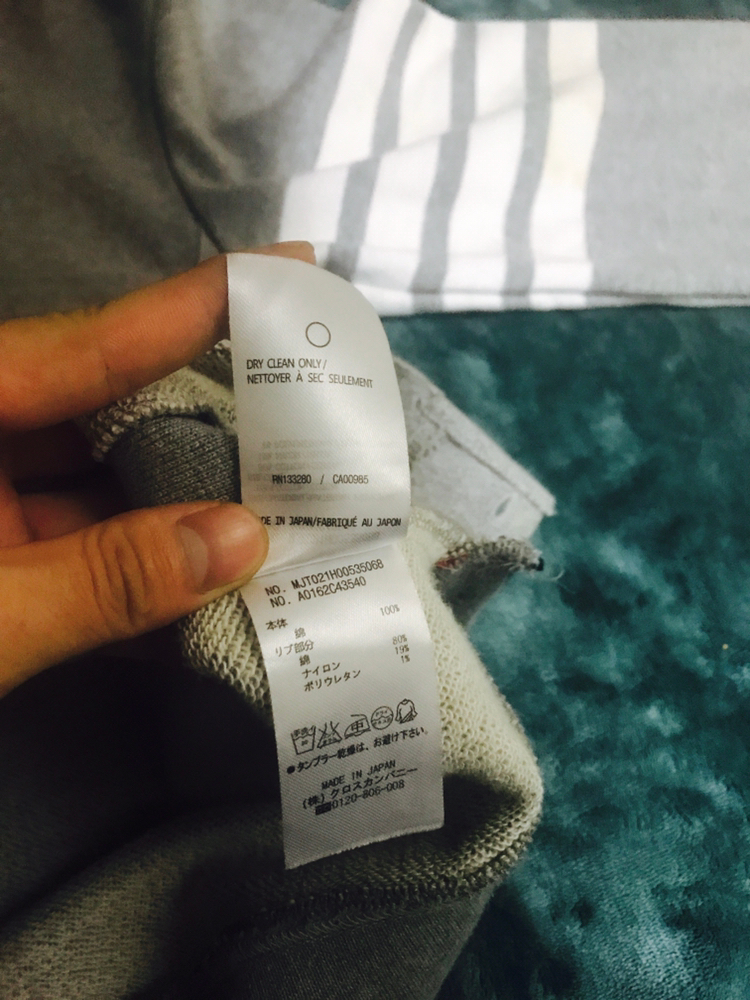 DRY CLEAN ONLY/
NETTOYER À SEC SEULEMENT
RN133280 / CA00985
DE IN JAPAN/FABRIQUÉ AU JAPON
NO. MJT021H00535068
NO. A0162C43540
本体
綿 100%
リブ部分
綿 80%
ナイロン 19%
ポリウレタン 1%
●タンブラー乾燥は、お避け下さい。
MADE IN JAPAN
(株)クロスカンパニー
0120-806-008